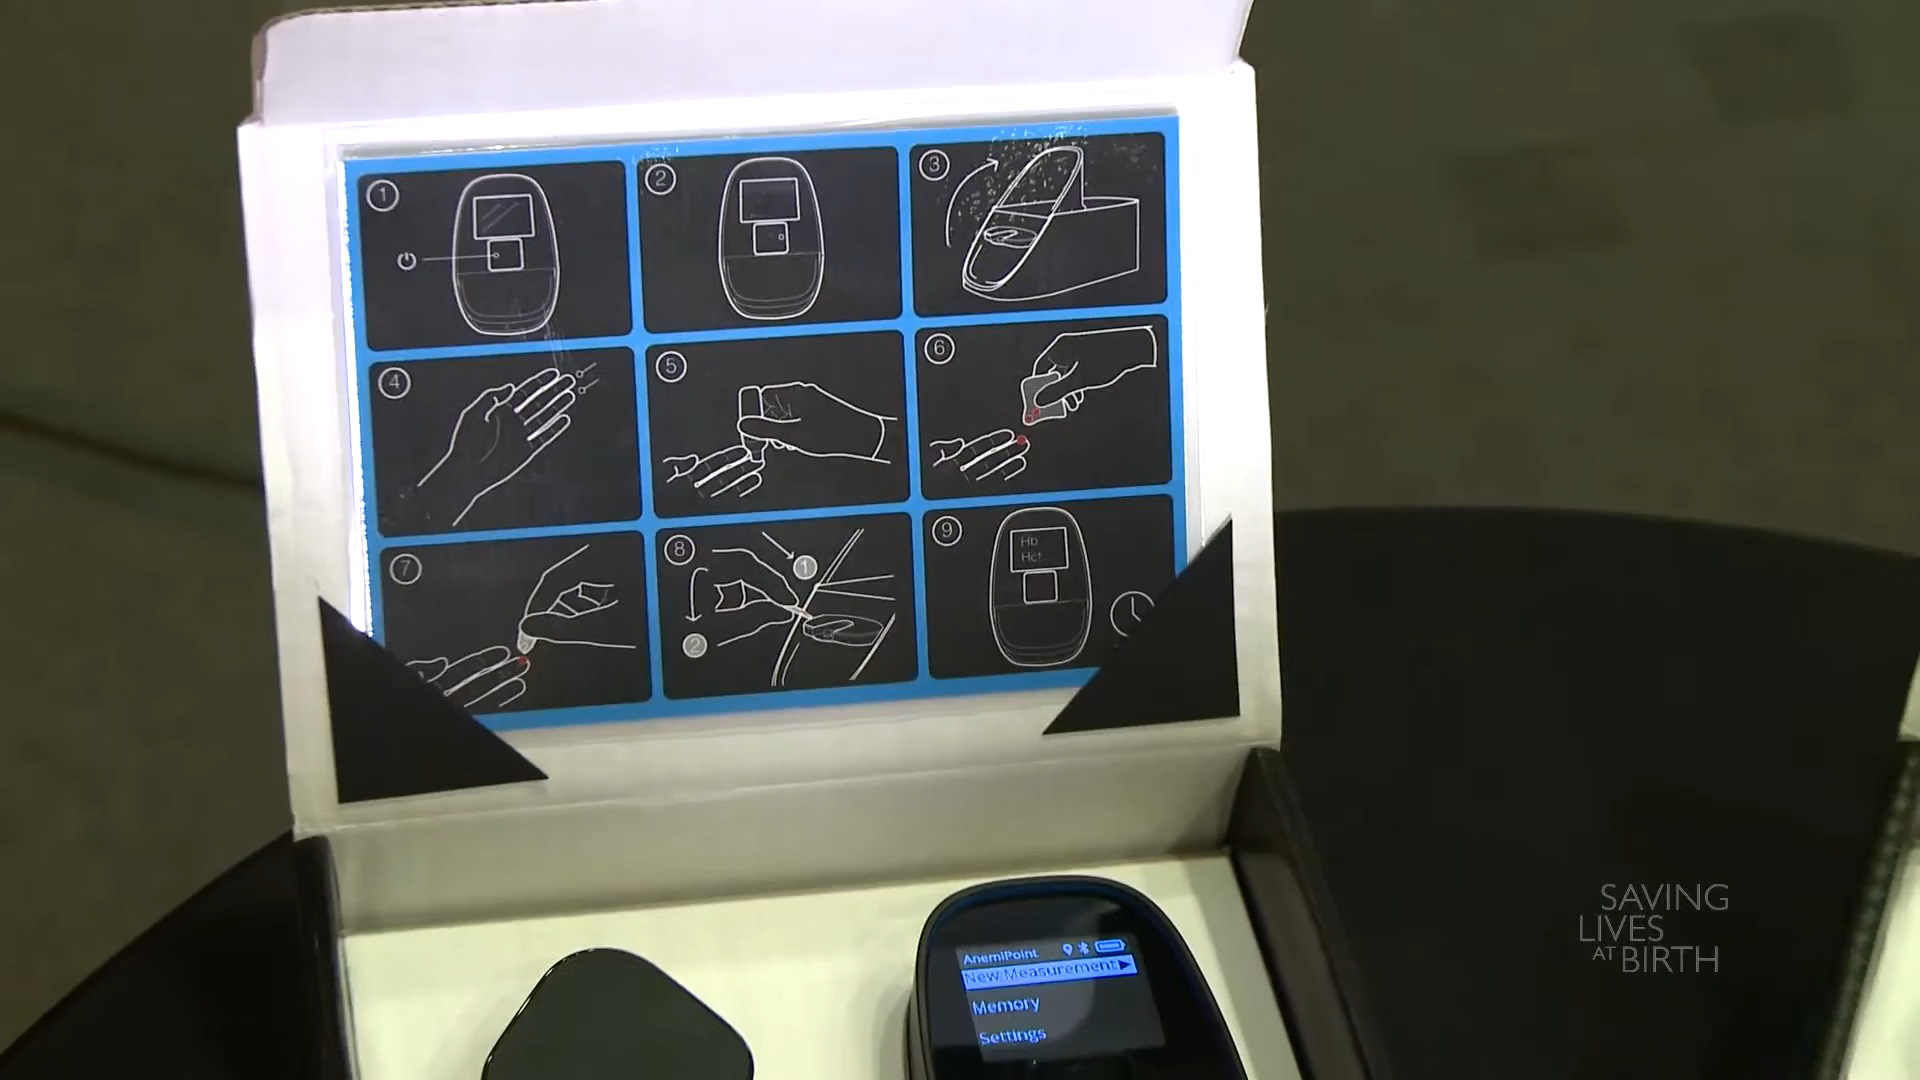 1
2
3
4
5
6
7
8
1
2
9
Hb
Hct
AnemiPoint
New Measurement
Memory
Settings
SAVING
LIVES
AT BIRTH